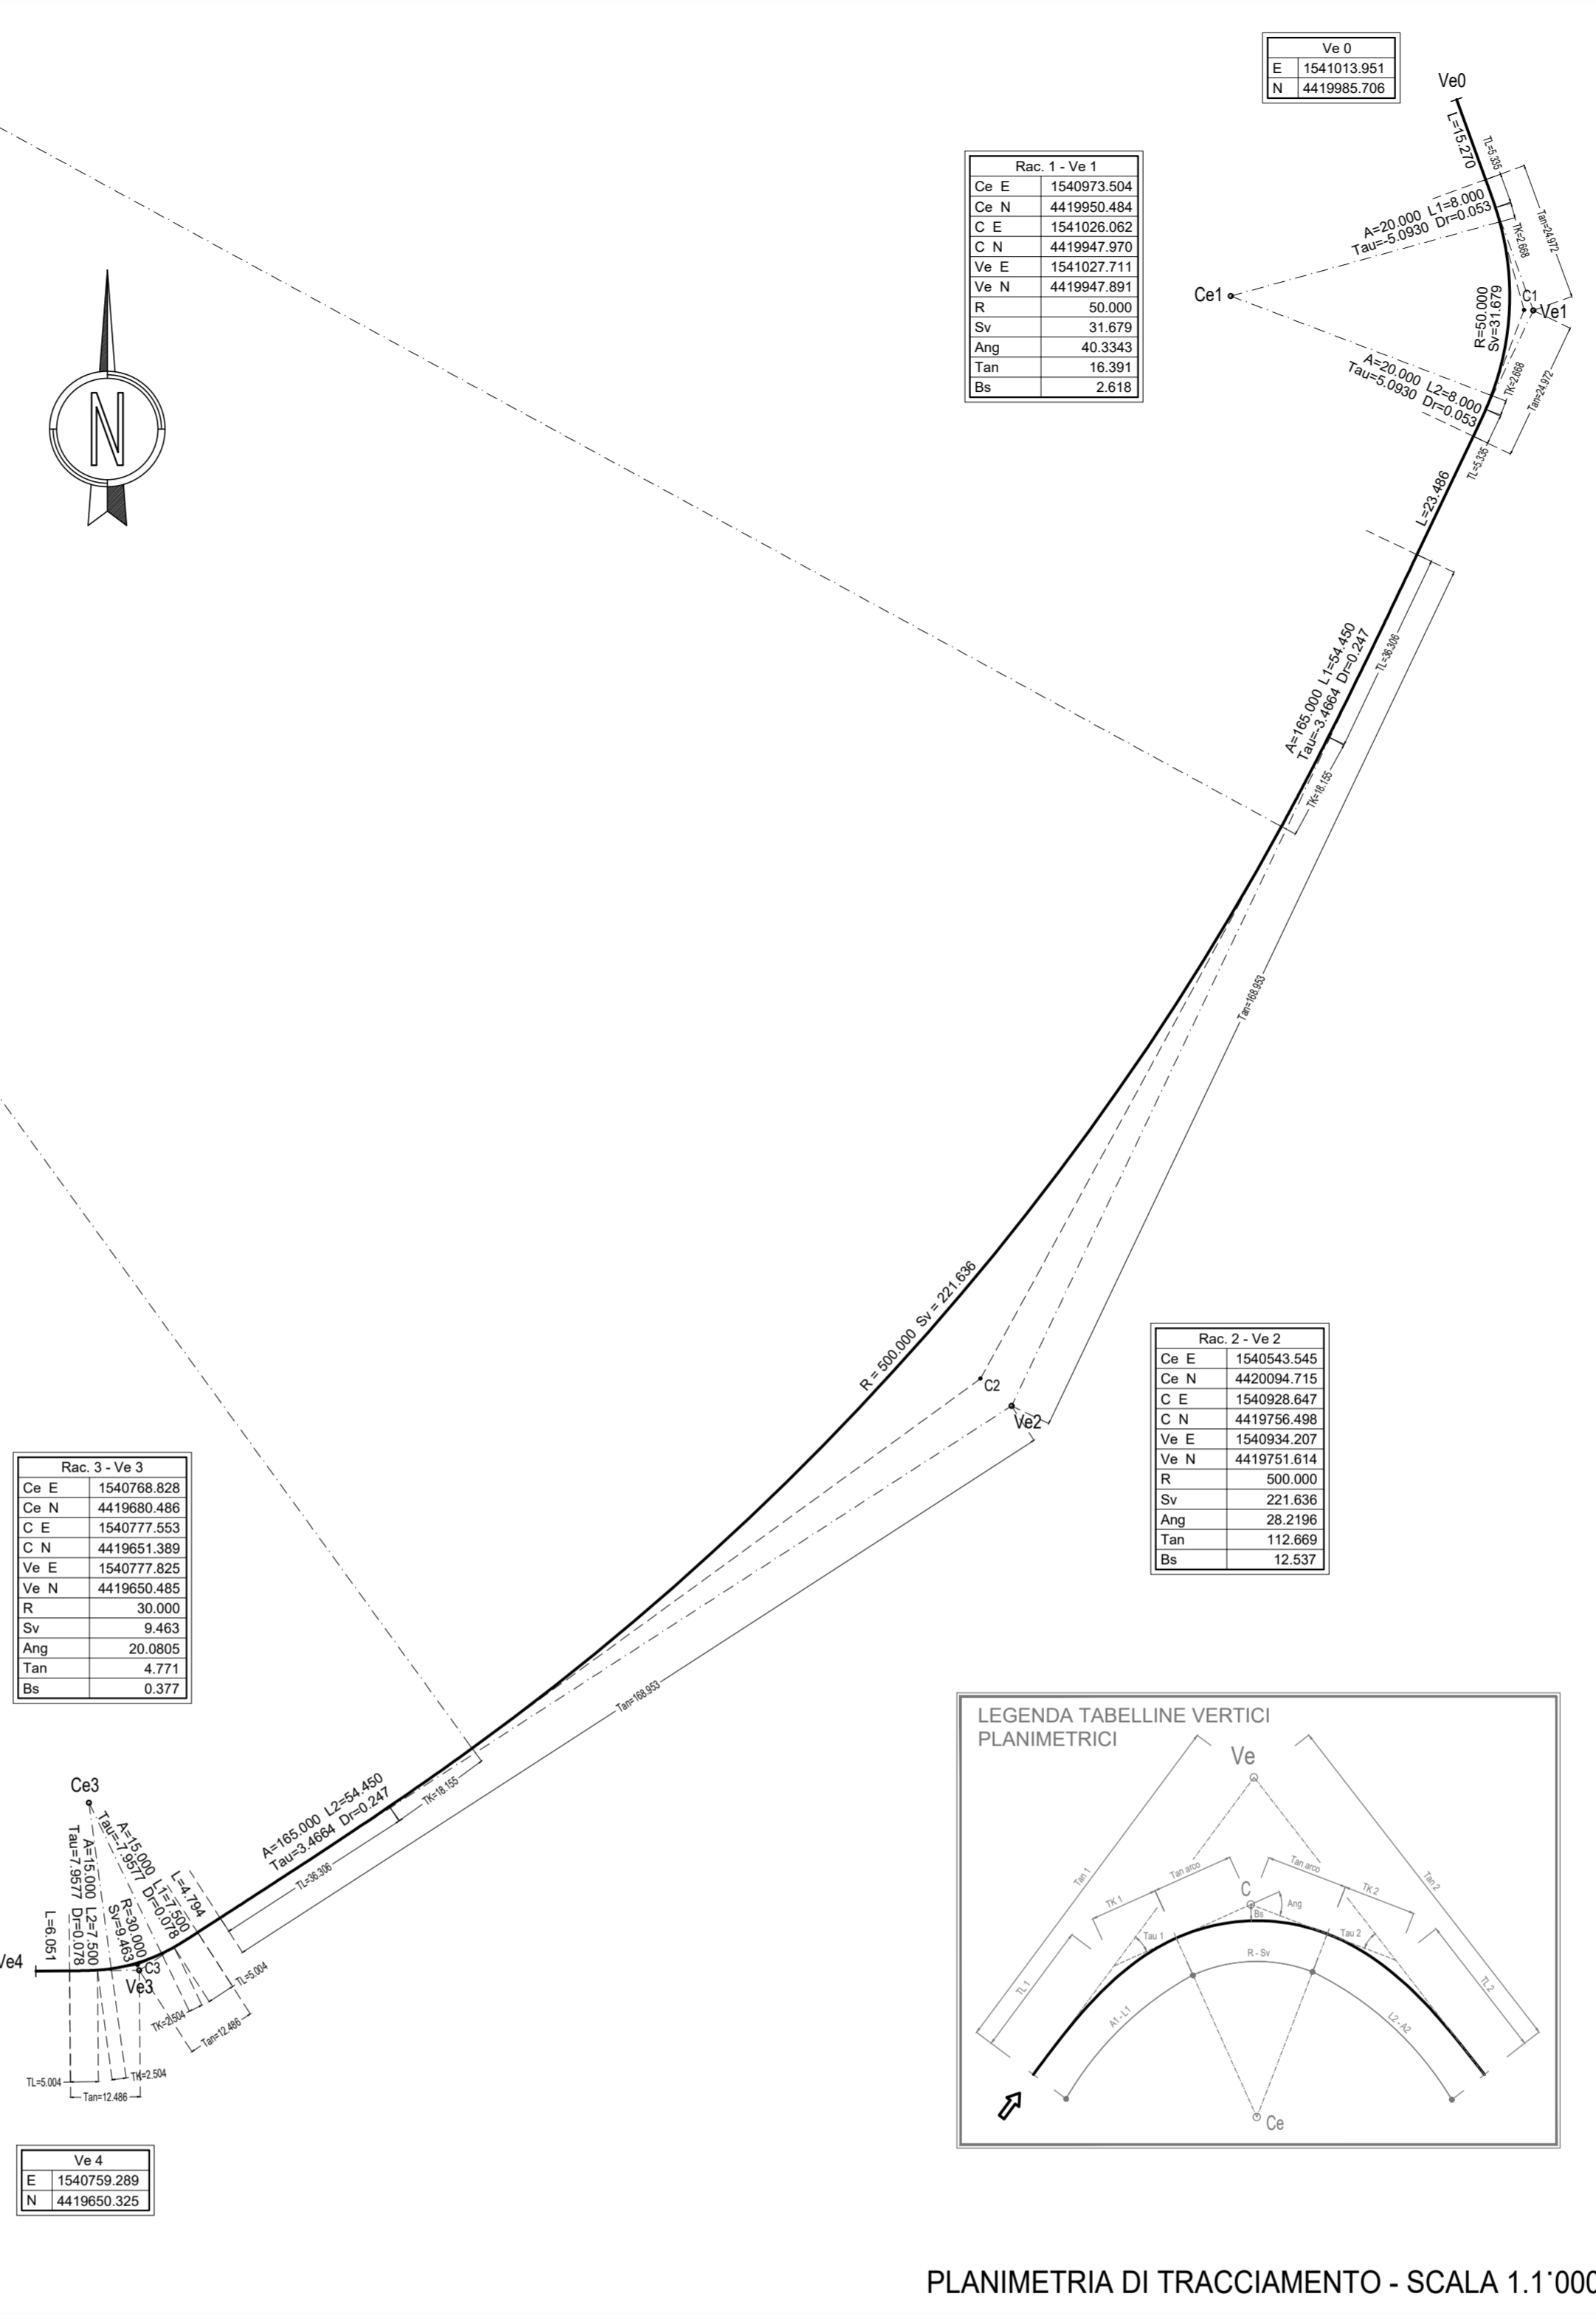 Ve 0
E 1541013.951
N 4419985.706
Ve0
L=15.270
TL=5.335
Rac. 1 - Ve 1
Ce E 1540973.504
Ce N 4419950.484
C E 1541026.062
C N 4419947.970
Ve E 1541027.711
Ve N 4419947.891
R 50.000
Sv 31.679
Ang 40.3343
Tan 16.391
Bs 2.618
A=20.000 L1=8.000
Tau=-5.0930 Dr=0.053
TK=2.668
Tan=24.972
Ce1
C1
Ve1
R=50.000
Sv=31.679
A=20.000 L2=8.000
Tau=5.0930 Dr=0.053
TK=2.668
Tan=24.972
TL=5.335
N
L=23.486
A=165.000 L1=54.450
Tau=-3.4664 Dr=0.247
TL=36.306
TK=18.155
Tan=168.953
R = 500.000 Sv = 221.636
C2
Ve2
Rac. 2 - Ve 2
Ce E 1540543.545
Ce N 4420094.715
C E 1540928.647
C N 4419756.498
Ve E 1540934.207
Ve N 4419751.614
R 500.000
Sv 221.636
Ang 28.2196
Tan 112.669
Bs 12.537
Rac. 3 - Ve 3
Ce E 1540768.828
Ce N 4419680.486
C E 1540777.553
C N 4419651.389
Ve E 1540777.825
Ve N 4419650.485
R 30.000
Sv 9.463
Ang 20.0805
Tan 4.771
Bs 0.377
Tan=168.953
TK=18.155
A=165.000 L2=54.450
Tau=3.4664 Dr=0.247
TL=36.306
Ce3
L=4.794
A=15.000 L1=7.500
Tau=-7.9577 Dr=0.078
R=30.000
Sv=9.463
A=15.000 L2=7.500
Tau=7.9577 Dr=0.078
L=6.051
Ve4
C3
Ve3
TL=5.004
TK=2.504
Tan=12.486
TK=2.504
TL=5.004
Tan=12.486
Ve 4
E 1540759.289
N 4419650.325
LEGENDA TABELLINE VERTICI
PLANIMETRICI
Ve
Tan 1
Tan arco
Tan arco
Tan 2
TK 1
C
TK 2
Ang
Bs
Tau 1
Tau 2
R - Sv
TL 1
TL 2
A1 - L1
L2 - A2
Ce
PLANIMETRIA DI TRACCIAMENTO - SCALA 1.1˙000